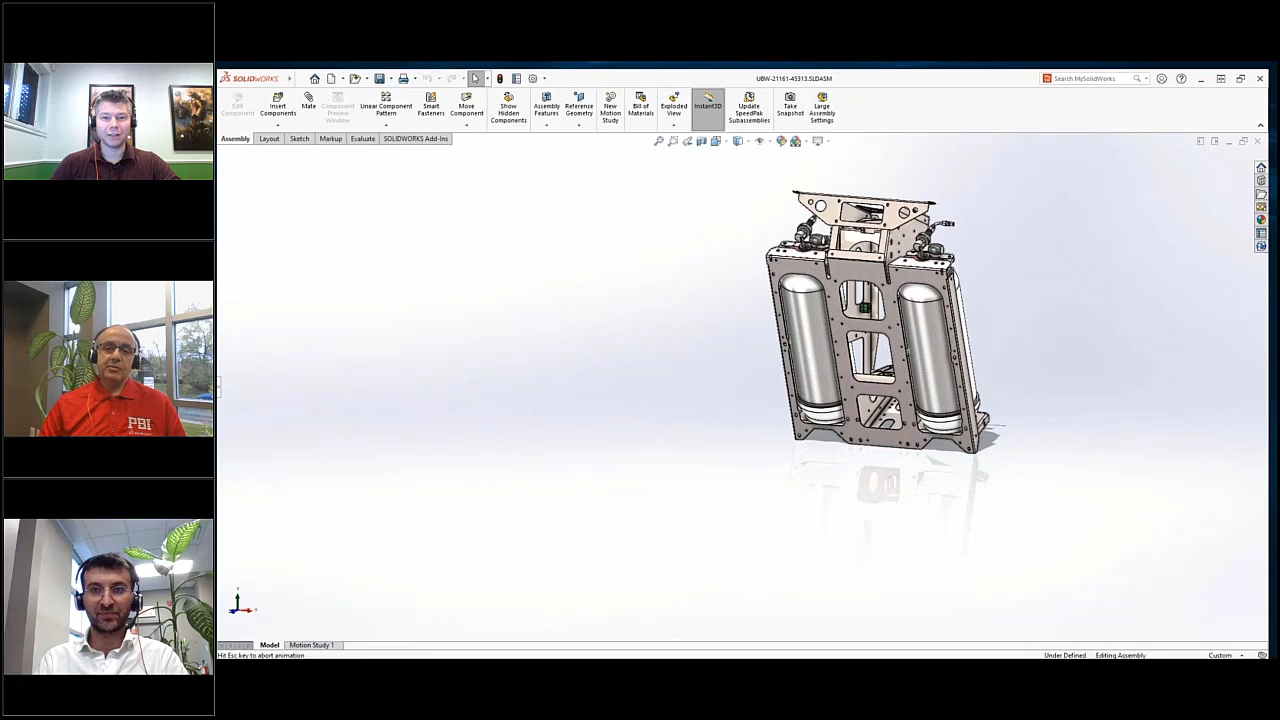 SOLIDWORKS
UBW-21161-45313.SLDASM
Search MySolidWorks
Edit Component
Insert Components
Mate
Component Preview Window
Linear Component Pattern
Smart Fasteners
Move Component
Show Hidden Components
Assembly Features
Reference Geometry
New Motion Study
Bill of Materials
Exploded View
Instant3D
Update SpeedPak Subassemblies
Take Snapshot
Large Assembly Settings
Assembly
Layout
Sketch
Markup
Evaluate
SOLIDWORKS Add-Ins
PBI
Model
Motion Study 1
Hit Esc key to abort animation
Under Defined
Editing Assembly
Custom